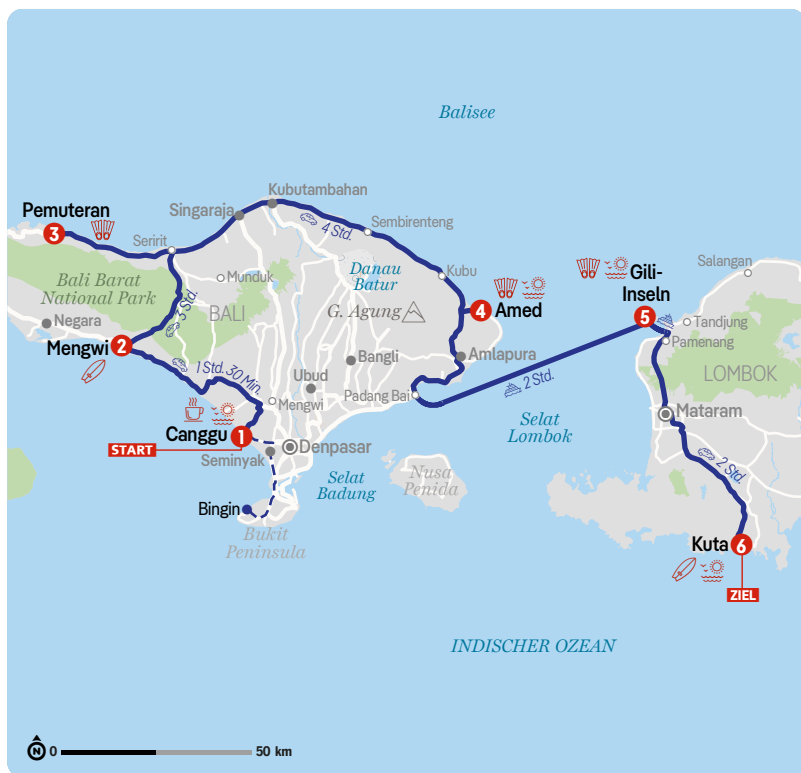 Balisee
Kubutambahan
Pemuteran
3
Singaraja
Sembirenteng
4 Std.
Seririt
Salangan
Bali Barat
National Park
Munduk
Danau
Batur
Kubu
Gili-
Inseln
5
3 Std.
BALI
G. Agung
4
Amed
Tandjung
Negara
Pamenang
Mengwi
2
1 Std. 30 Min.
Bangli
Amlapura
LOMBOK
Ubud
2 Std.
Mengwi
Padang Bai
Mataram
Canggu
1
START
Selat
Lombok
Denpasar
Seminyak
2 Std.
Selat
Badung
Nusa
Penida
Bingin
Bukit
Peninsula
Kuta
6
ZIEL
INDISCHER OZEAN
N
0
50 km